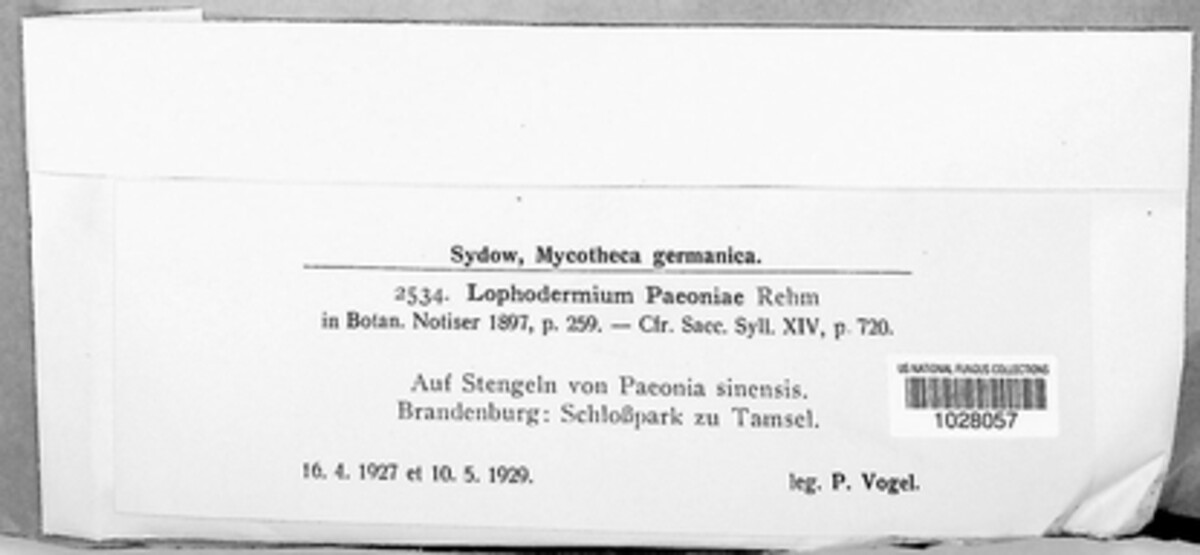 Sydow, Mycotheca germanica.
2534. Lophodermium Paeoniae Rehm
in Botan. Notiser 1897, p. 259. — Cfr. Sacc. Syll. XIV, p. 720.
Auf Stengeln von Paeonia sinensis.
Brandenburg: Schloßpark zu Tamsel.
16. 4. 1927 et 10. 5. 1929.
leg. P. Vogel.
US NATIONAL FUNGUS COLLECTIONS
1028057